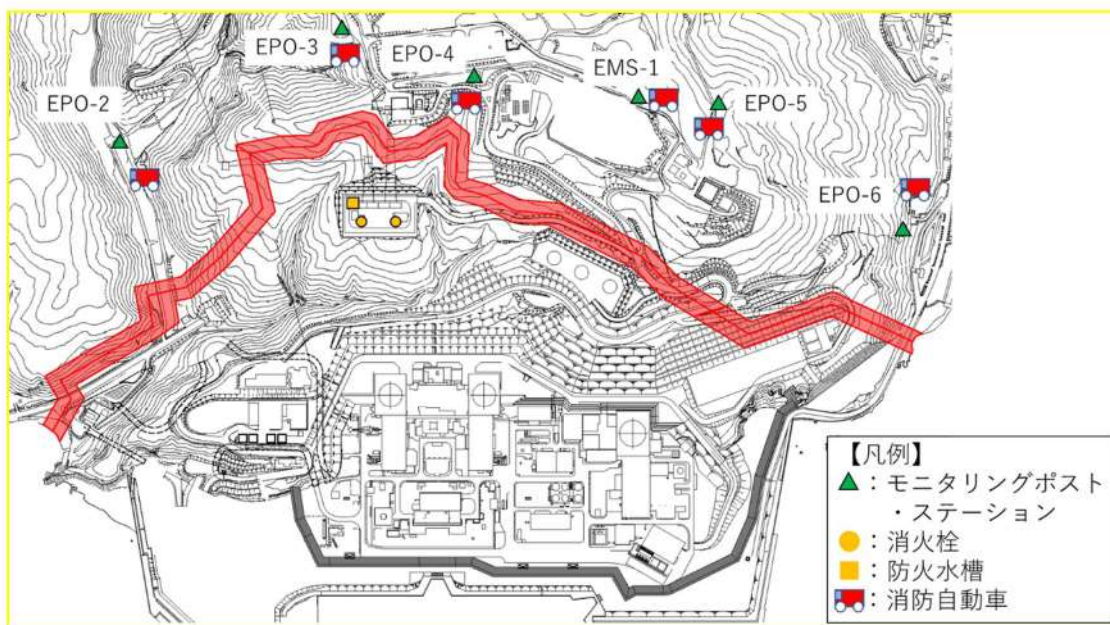 EPO-3
EPO-4
EMS-1
EPO-2
EPO-5
EPO-6
【凡例】
：モニタリングポスト
・ステーション
：消火栓
：防火水槽
：消防自動車